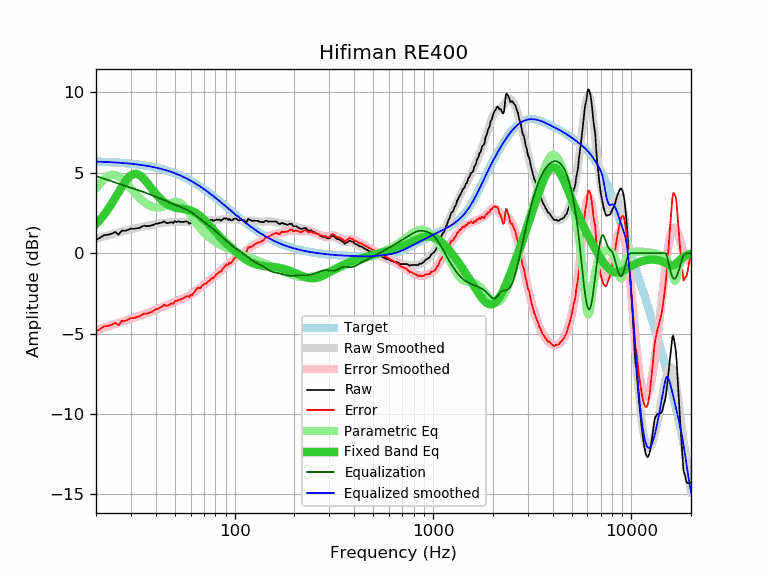 Hifiman RE400
Amplitude (dBr)
10
5
0
−5
−10
−15
Target
Raw Smoothed
Error Smoothed
Raw
Error
Parametric Eq
Fixed Band Eq
Equalization
Equalized smoothed
100
1000
10000
Frequency (Hz)